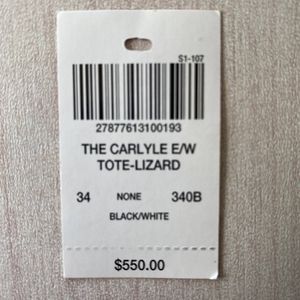 S1-107
27877613100193
THE CARLYLE E/W
TOTE-LIZARD
34 NONE 340B
BLACK/WHITE
$550.00